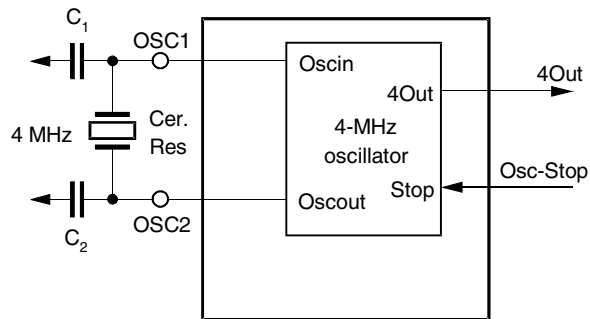 C1
OSC1
Oscin
4Out
4Out
4 MHz
Cer.
Res
4-MHz
oscillator
Osc-Stop
Stop
Oscout
OSC2
C2